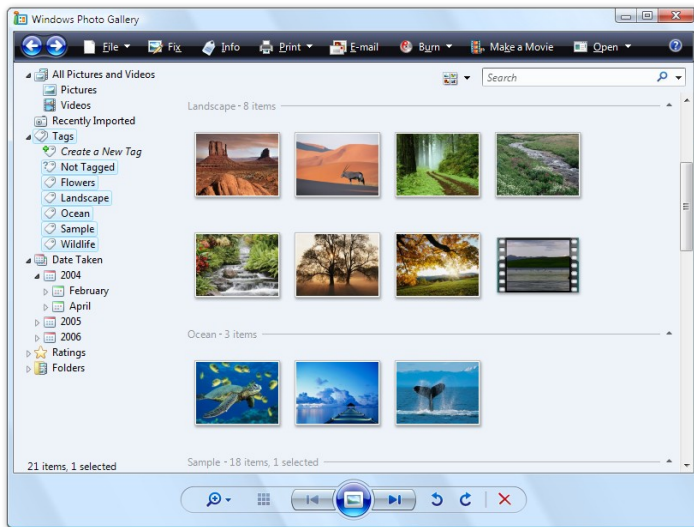 Windows Photo Gallery
File Fix Info Print E-mail Burn Make a Movie Open
All Pictures and Videos
Pictures
Videos
Recently Imported
Tags
Create a New Tag
Not Tagged
Flowers
Landscape
Ocean
Sample
Wildlife
Date Taken
2004
February
April
2005
2006
Ratings
Folders
21 items, 1 selected
Search
Landscape - 8 items
Ocean - 3 items
Sample - 18 items, 1 selected